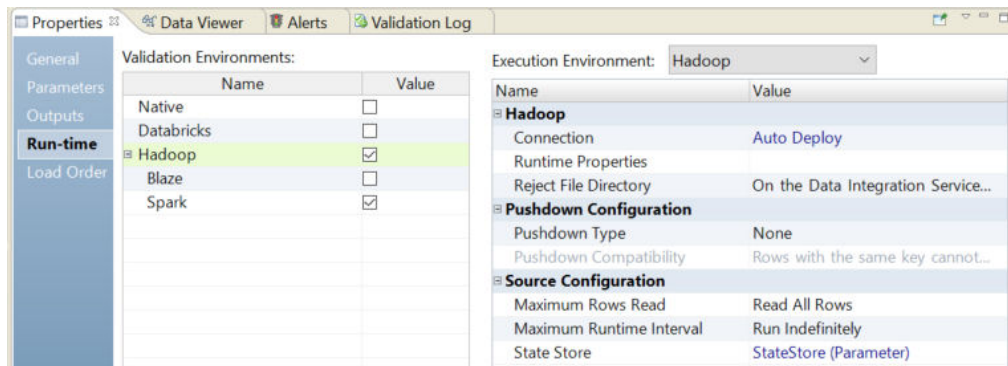 Properties Data Viewer Alerts Validation Log
General
Parameters
Outputs
Run-time
Load Order
Validation Environments:
Name Value
Native
Databricks
Hadoop
Blaze
Spark
Execution Environment: Hadoop
Name Value
Hadoop
Connection Auto Deploy
Runtime Properties
Reject File Directory On the Data Integration Service...
Pushdown Configuration
Pushdown Type None
Pushdown Compatibility Rows with the same key cannot...
Source Configuration
Maximum Rows Read Read All Rows
Maximum Runtime Interval Run Indefinitely
State Store StateStore (Parameter)